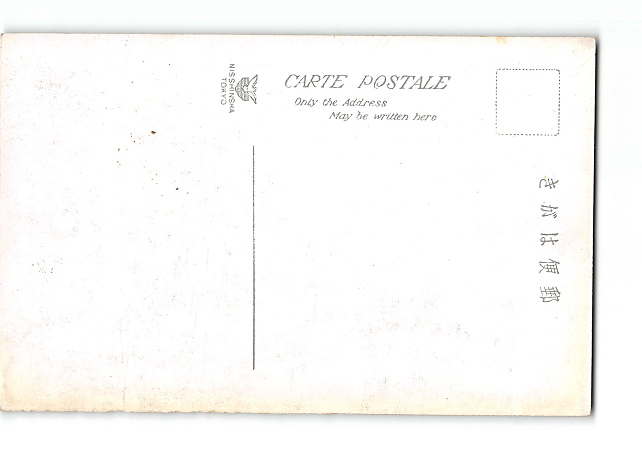 CARTE POSTALE
Only the Address
May be written here
NISSHINSHA
TOKYO
きがは便郵